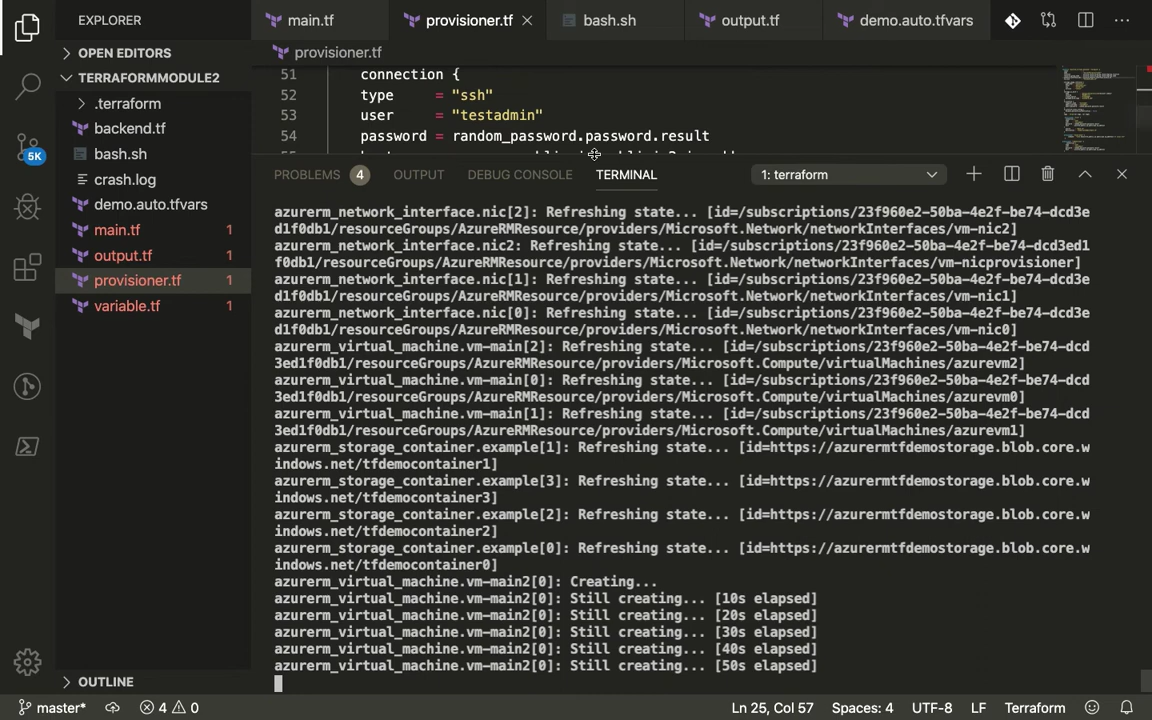 EXPLORER
main.tf
provisioner.tf
bash.sh
output.tf
demo.auto.tfvars
OPEN EDITORS
provisioner.tf
TERRAFORMMODULE2
.terraform
backend.tf
5K
bash.sh
crash.log
demo.auto.tfvars
main.tf 1
output.tf 1
provisioner.tf 1
variable.tf 1
OUTLINE
51 connection {
52 type = "ssh"
53 user = "testadmin"
54 password = random_password.password.result
PROBLEMS 4 OUTPUT DEBUG CONSOLE TERMINAL 1: terraform
azurerm_network_interface.nic[2]: Refreshing state... [id=/subscriptions/23f960e2-50ba-4e2f-be74-dcd3e
d1f0db1/resourceGroups/AzureRMResource/providers/Microsoft.Network/networkInterfaces/vm-nic2]
azurerm_network_interface.nic2: Refreshing state... [id=/subscriptions/23f960e2-50ba-4e2f-be74-dcd3ed1
f0db1/resourceGroups/AzureRMResource/providers/Microsoft.Network/networkInterfaces/vm-nicprovisioner]
azurerm_network_interface.nic[1]: Refreshing state... [id=/subscriptions/23f960e2-50ba-4e2f-be74-dcd3e
d1f0db1/resourceGroups/AzureRMResource/providers/Microsoft.Network/networkInterfaces/vm-nic1]
azurerm_network_interface.nic[0]: Refreshing state... [id=/subscriptions/23f960e2-50ba-4e2f-be74-dcd3e
d1f0db1/resourceGroups/AzureRMResource/providers/Microsoft.Network/networkInterfaces/vm-nic0]
azurerm_virtual_machine.vm-main[2]: Refreshing state... [id=/subscriptions/23f960e2-50ba-4e2f-be74-dcd
3ed1f0db1/resourceGroups/AzureRMResource/providers/Microsoft.Compute/virtualMachines/azurevm2]
azurerm_virtual_machine.vm-main[0]: Refreshing state... [id=/subscriptions/23f960e2-50ba-4e2f-be74-dcd
3ed1f0db1/resourceGroups/AzureRMResource/providers/Microsoft.Compute/virtualMachines/azurevm0]
azurerm_virtual_machine.vm-main[1]: Refreshing state... [id=/subscriptions/23f960e2-50ba-4e2f-be74-dcd
3ed1f0db1/resourceGroups/AzureRMResource/providers/Microsoft.Compute/virtualMachines/azurevm1]
azurerm_storage_container.example[1]: Refreshing state... [id=https://azurermtfdemostorage.blob.core.w
indows.net/tfdemocontainer1]
azurerm_storage_container.example[3]: Refreshing state... [id=https://azurermtfdemostorage.blob.core.w
indows.net/tfdemocontainer3]
azurerm_storage_container.example[2]: Refreshing state... [id=https://azurermtfdemostorage.blob.core.w
indows.net/tfdemocontainer2]
azurerm_storage_container.example[0]: Refreshing state... [id=https://azurermtfdemostorage.blob.core.w
indows.net/tfdemocontainer0]
azurerm_virtual_machine.vm-main2[0]: Creating...
azurerm_virtual_machine.vm-main2[0]: Still creating... [10s elapsed]
azurerm_virtual_machine.vm-main2[0]: Still creating... [20s elapsed]
azurerm_virtual_machine.vm-main2[0]: Still creating... [30s elapsed]
azurerm_virtual_machine.vm-main2[0]: Still creating... [40s elapsed]
azurerm_virtual_machine.vm-main2[0]: Still creating... [50s elapsed]
master* 4 0 Ln 25, Col 57 Spaces: 4 UTF-8 LF Terraform